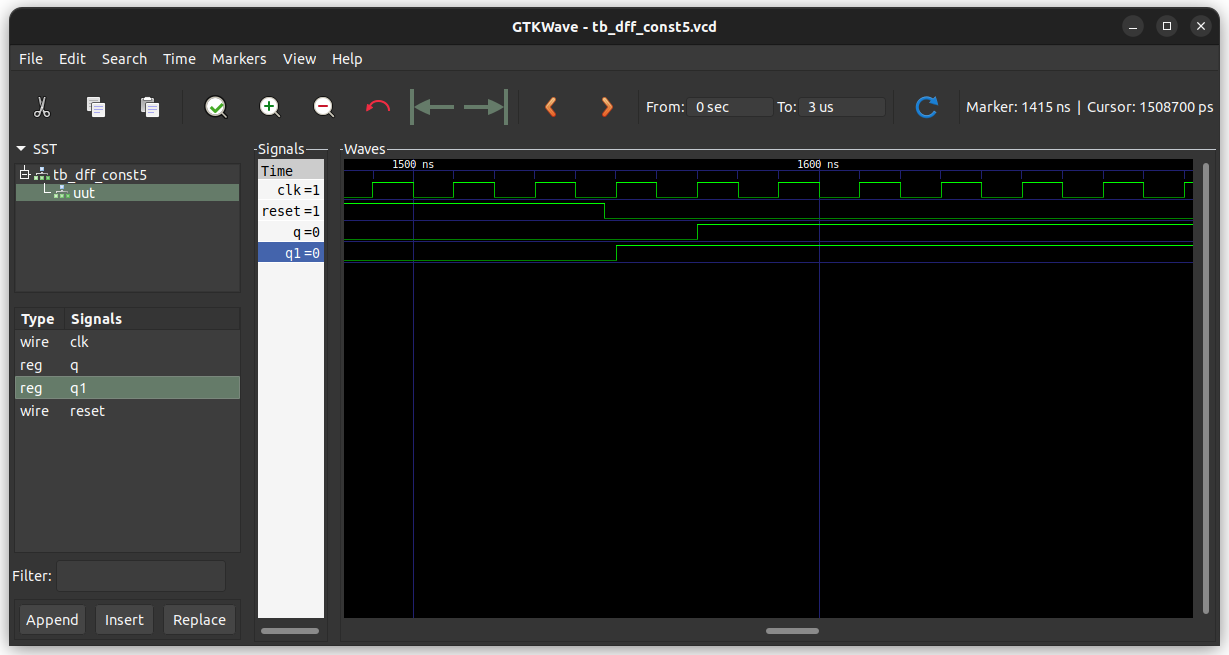 GTKWave - tb_dff_const5.vcd
File Edit Search Time Markers View Help
From: 0 sec To: 3 us Marker: 1415 ns | Cursor: 1508700 ps
SST
tb_dff_const5
uut
Type Signals
wire clk
reg q
reg q1
wire reset
Filter:
Append Insert Replace
Signals
Time
clk=1
reset=1
q=0
q1=0
Waves
1500 ns 1600 ns